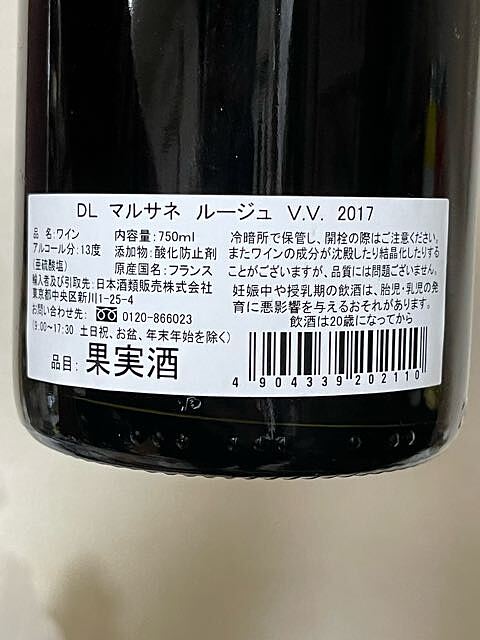 DL マルサネ ルージュ V.V. 2017
品 名:ワイン 内容量:750ml
アルコール分:13度 添加物:酸化防止剤
(亜硫酸塩) 原産国名:フランス
輸入者及び引取先:日本酒類販売株式会社
東京都中央区新川1-25-4
お問い合わせ先: 0120-866023
(9:00~17:30 土日祝、お盆、年末年始を除く)
品目:果実酒
冷暗所で保管し、開栓の際はご注意ください。
またワインの成分が沈殿したり結晶化したりする
ことがございますが、品質には問題ございません。
妊娠中や授乳期の飲酒は、胎児・乳児の発
育に悪影響を与えるおそれがあります。
飲酒は20歳になってから
4 904339 202110